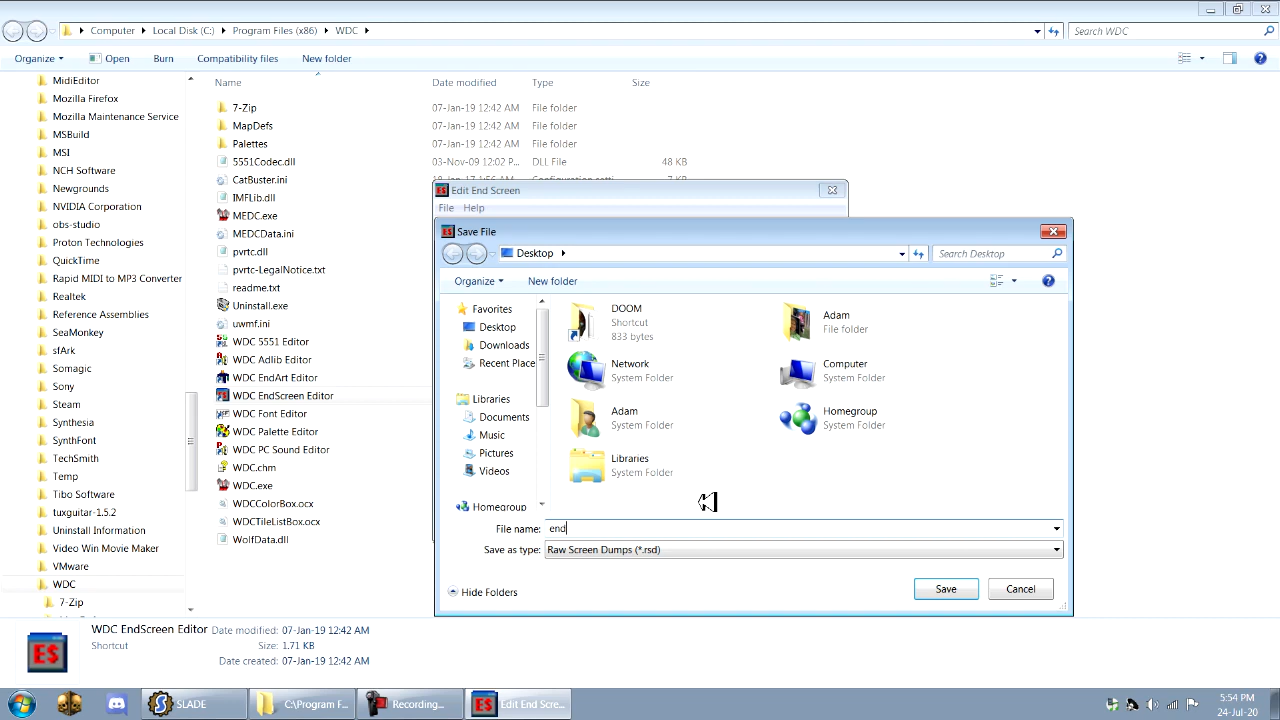 Computer Local Disk (C:) Program Files (x86) WDC
Search WDC
Organize Open Burn Compatibility files New folder
Name Date modified Type Size
MidiEditor
Mozilla Firefox
Mozilla Maintenance Service
MSBuild
MSI
NCH Software
Newgrounds
NVIDIA Corporation
obs-studio
Proton Technologies
QuickTime
Rapid MIDI to MP3 Converter
Realtek
Reference Assemblies
SeaMonkey
sfArk
Somagic
Sony
Steam
Synthesia
SynthFont
TechSmith
Temp
Tibo Software
tuxguitar-1.5.2
Uninstall Information
Video Win Movie Maker
VMware
WDC
7-Zip
7-Zip 07-Jan-19 12:42 AM File folder
MapDefs 07-Jan-19 12:42 AM File folder
Palettes 07-Jan-19 12:42 AM File folder
5551Codec.dll 03-Nov-09 12:02 P... DLL File 48 KB
CatBuster.ini
IMFLib.dll
MEDC.exe
MEDCData.ini
pvrtc.dll
pvrtc-LegalNotice.txt
readme.txt
Uninstall.exe
uwmf.ini
WDC 5551 Editor
WDC Adlib Editor
WDC EndArt Editor
WDC EndScreen Editor
WDC Font Editor
WDC Palette Editor
WDC PC Sound Editor
WDC.chm
WDC.exe
WDCColorBox.ocx
WDCTileListBox.ocx
WolfData.dll
ES Edit End Screen
File Help
ES Save File
Desktop
Search Desktop
Organize New folder
Favorites
Desktop
Downloads
Recent Place
Libraries
Documents
Music
Pictures
Videos
Homegroup
DOOM
Shortcut
833 bytes
Adam
File folder
Network
System Folder
Computer
System Folder
Adam
System Folder
Homegroup
System Folder
Libraries
System Folder
File name: end
Save as type: Raw Screen Dumps (*.rsd)
Hide Folders Save Cancel
ES
WDC EndScreen Editor Date modified: 07-Jan-19 12:42 AM
Shortcut Size: 1.71 KB
Date created: 07-Jan-19 12:42 AM
SLADE C:\Program F... Recording... ES Edit End Scre...
5:54 PM
24-Jul-20